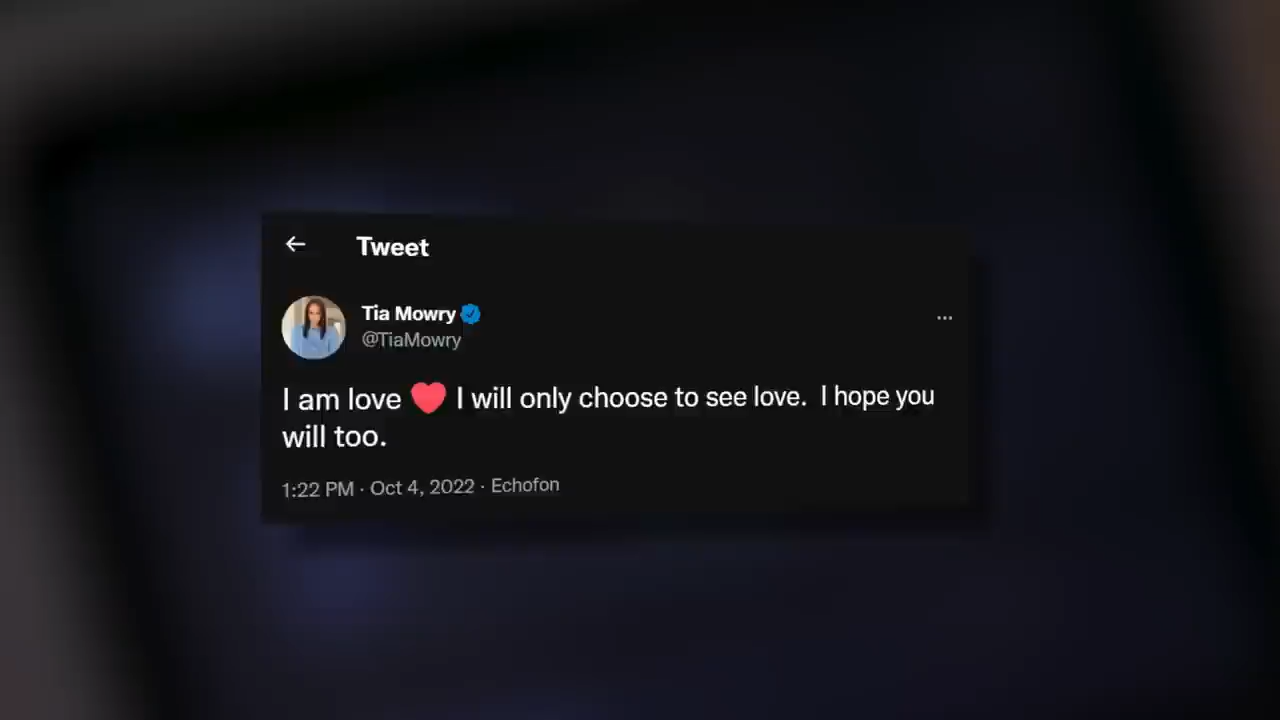 Tweet
Tia Mowry
@TiaMowry
...
I am love ❤️ I will only choose to see love.  I hope you
will too.
1:22 PM · Oct 4, 2022 · Echofon